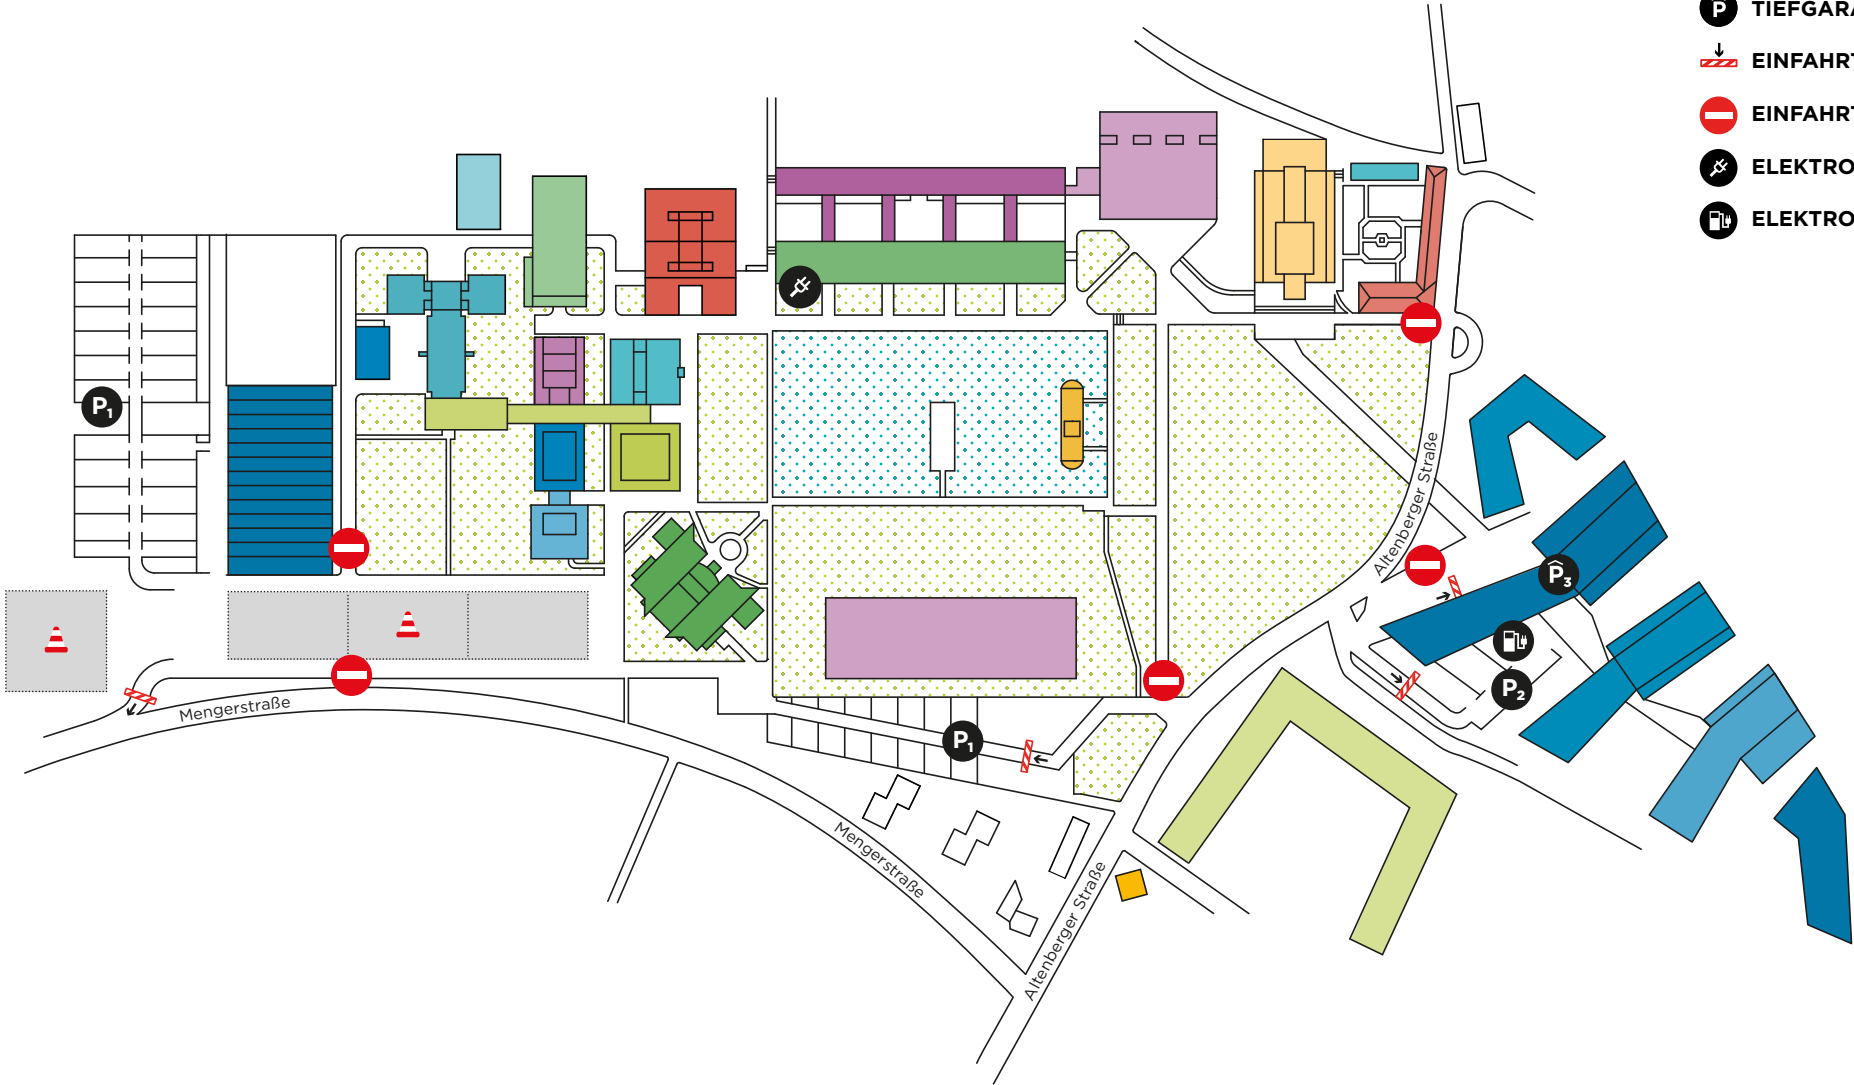 P TIEFGARA
EINFAHRT
EINFAHRT
ELEKTRO
ELEKTRO
P1
Altenberger Straße
P3
P2
Mengerstraße
P1
Mengerstraße
Altenberger Straße